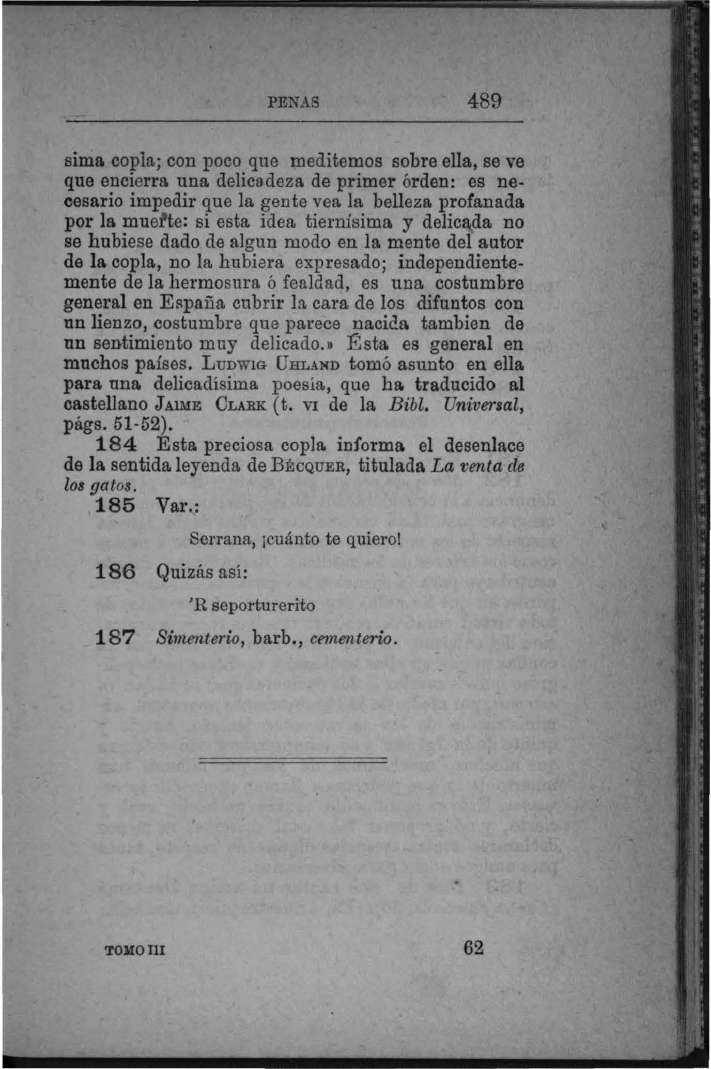 PENAS 489
sima copla; con poco que meditemos sobre ella, se ve
que encierra una delicadeza de primer órden: es ne-
cesario impedir que la gente vea la belleza profanada
por la muerte: si esta idea tiernísima y delicada no
se hubiese dado de algun modo en la mente del autor
de la copla, no la hubiera expresado; independiente-
mente de la hermosura ó fealdad, es una costumbre
general en España cubrir la cara de los difuntos con
un lienzo, costumbre que parece nacida tambien de
un sentimiento muy delicado.» Ésta es general en
muchos países. LUDWIG UHLAND tomó asunto en ella
para una delicadísima poesía, que ha traducido al
castellano JAIME CLARK (t. VI de la Bibl. Universal,
págs. 51-52).
184 Esta preciosa copla informa el desenlace
de la sentida leyenda de BÉCQUER, titulada La venta de
los gatos.
185 Var.:
Serrana, ¡cuánto te quiero!
186 Quizás así:
'R seporturerito
187 Simenterio, barb., cementerio.
TOMO III 62